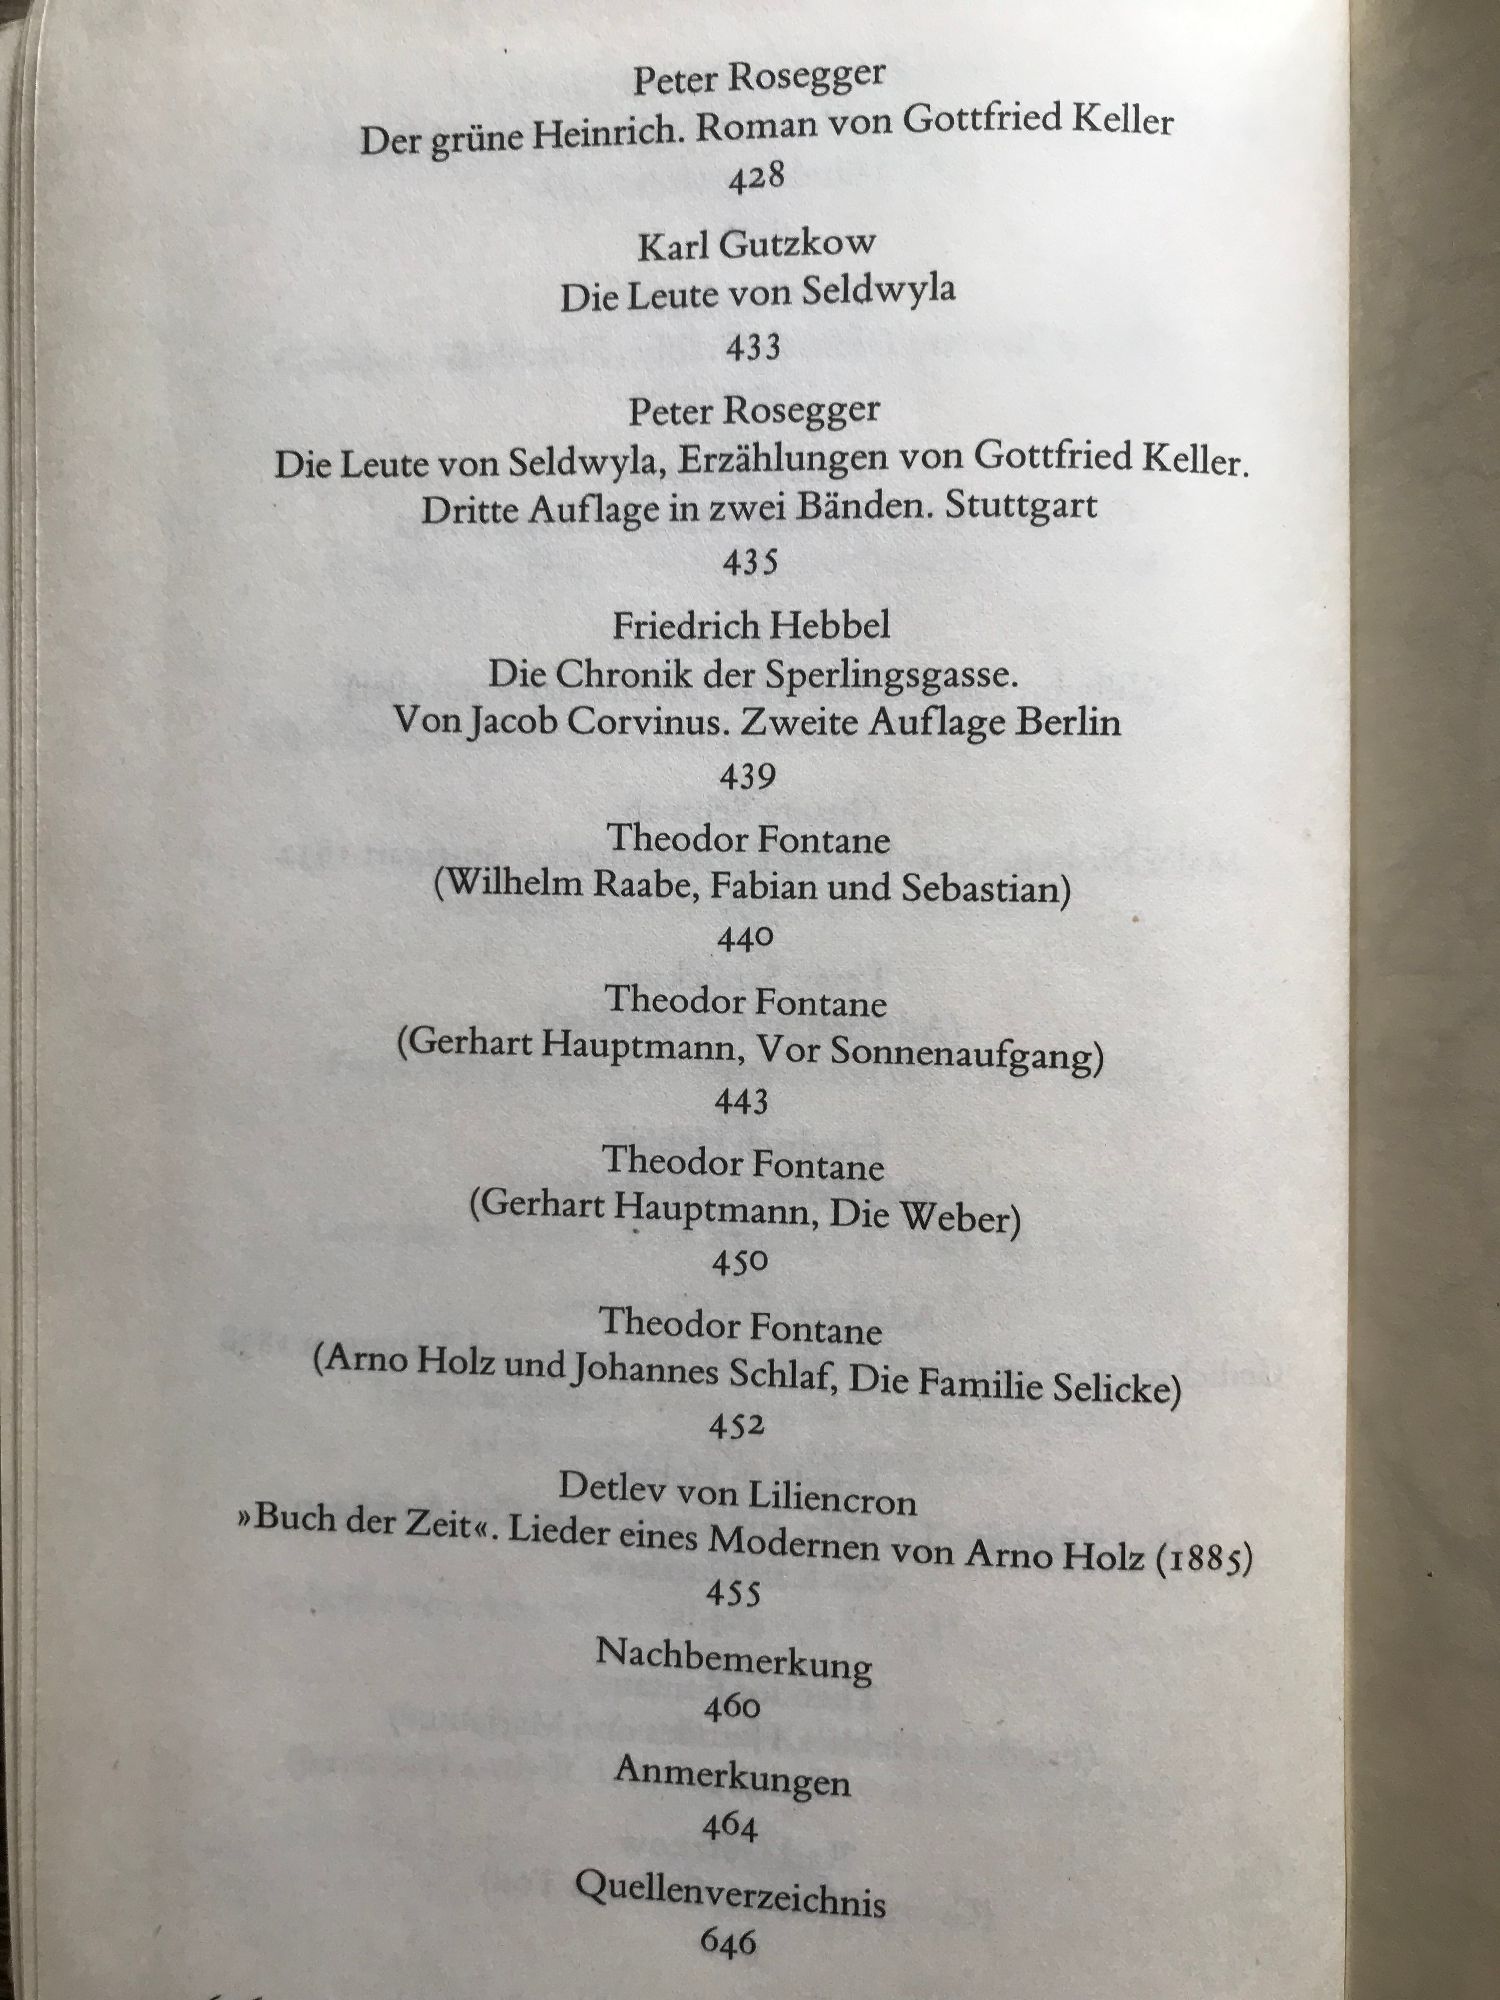 Peter Rosegger
Der grüne Heinrich. Roman von Gottfried Keller
428
Karl Gutzkow
Die Leute von Seldwyla
433
Peter Rosegger
Die Leute von Seldwyla, Erzählungen von Gottfried Keller.
Dritte Auflage in zwei Bänden. Stuttgart
435
Friedrich Hebbel
Die Chronik der Sperlingsgasse.
Von Jacob Corvinus. Zweite Auflage Berlin
439
Theodor Fontane
(Wilhelm Raabe, Fabian und Sebastian)
440
Theodor Fontane
(Gerhart Hauptmann, Vor Sonnenaufgang)
443
Theodor Fontane
(Gerhart Hauptmann, Die Weber)
450
Theodor Fontane
(Arno Holz und Johannes Schlaf, Die Familie Selicke)
452
Detlev von Liliencron
»Buch der Zeit«. Lieder eines Modernen von Arno Holz (1885)
455
Nachbemerkung
460
Anmerkungen
464
Quellenverzeichnis
646